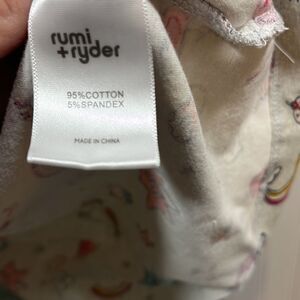 rumi
+ryder
95%COTTON
5%SPANDEX
MADE IN CHINA